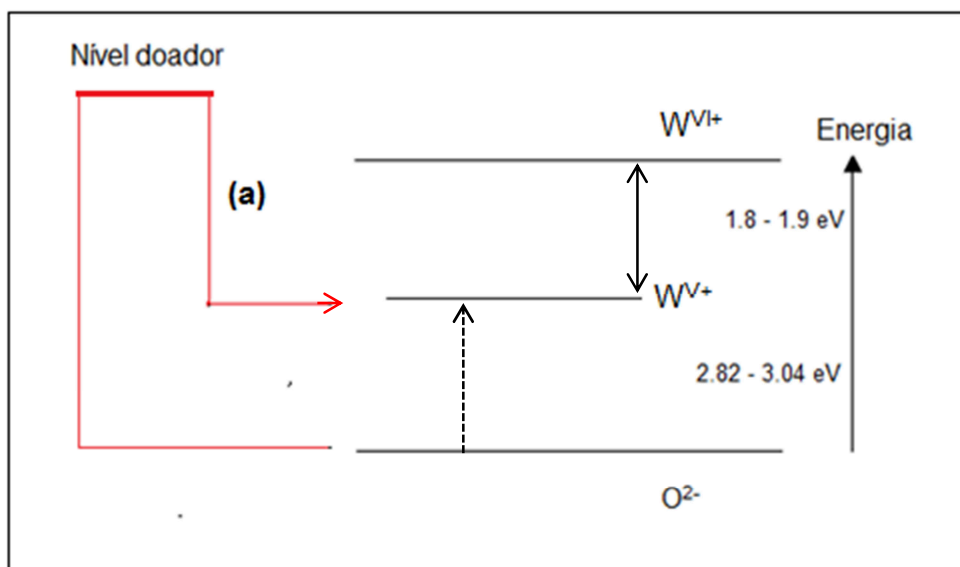 Nível doador
W^VI+
Energia
(a)
1.8 - 1.9 eV
W^V+
2.82 - 3.04 eV
O^2-